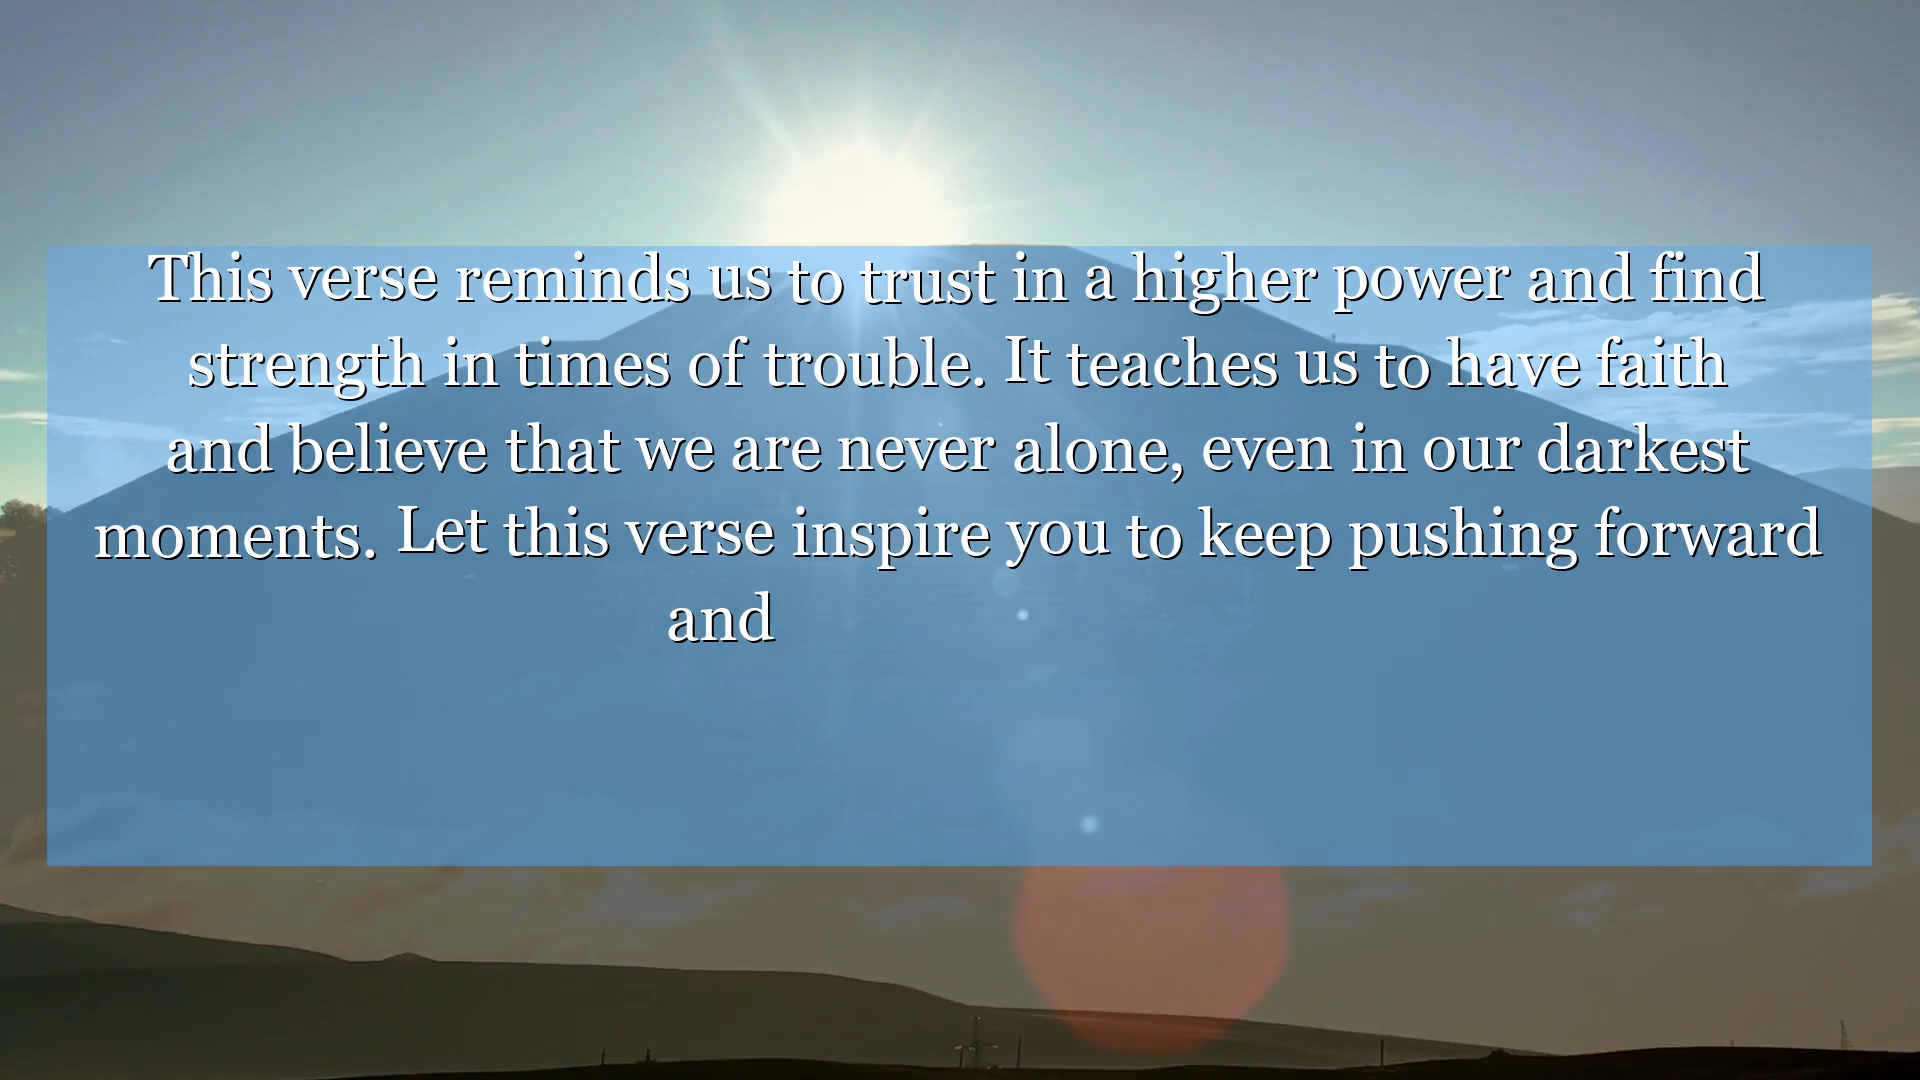 This verse reminds us to trust in a higher power and find
strength in times of trouble. It teaches us to have faith
and believe that we are never alone, even in our darkest
moments. Let this verse inspire you to keep pushing forward
and